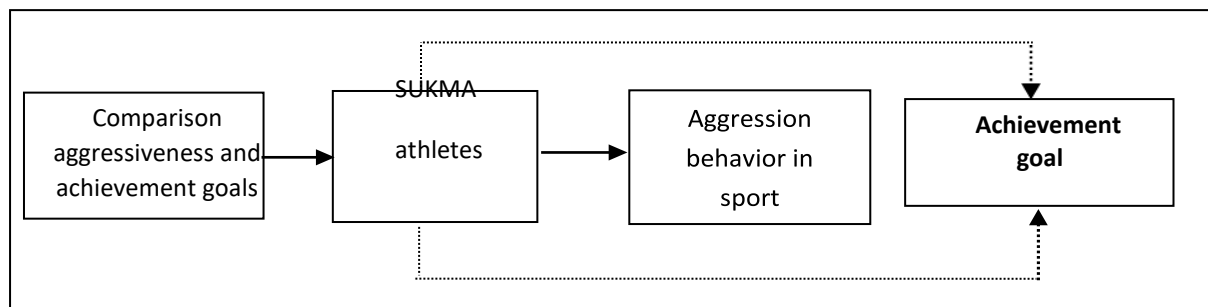 Comparison
aggressiveness and
achievement goals
SUKMA
athletes
Aggression
behavior in
sport
Achievement
goal